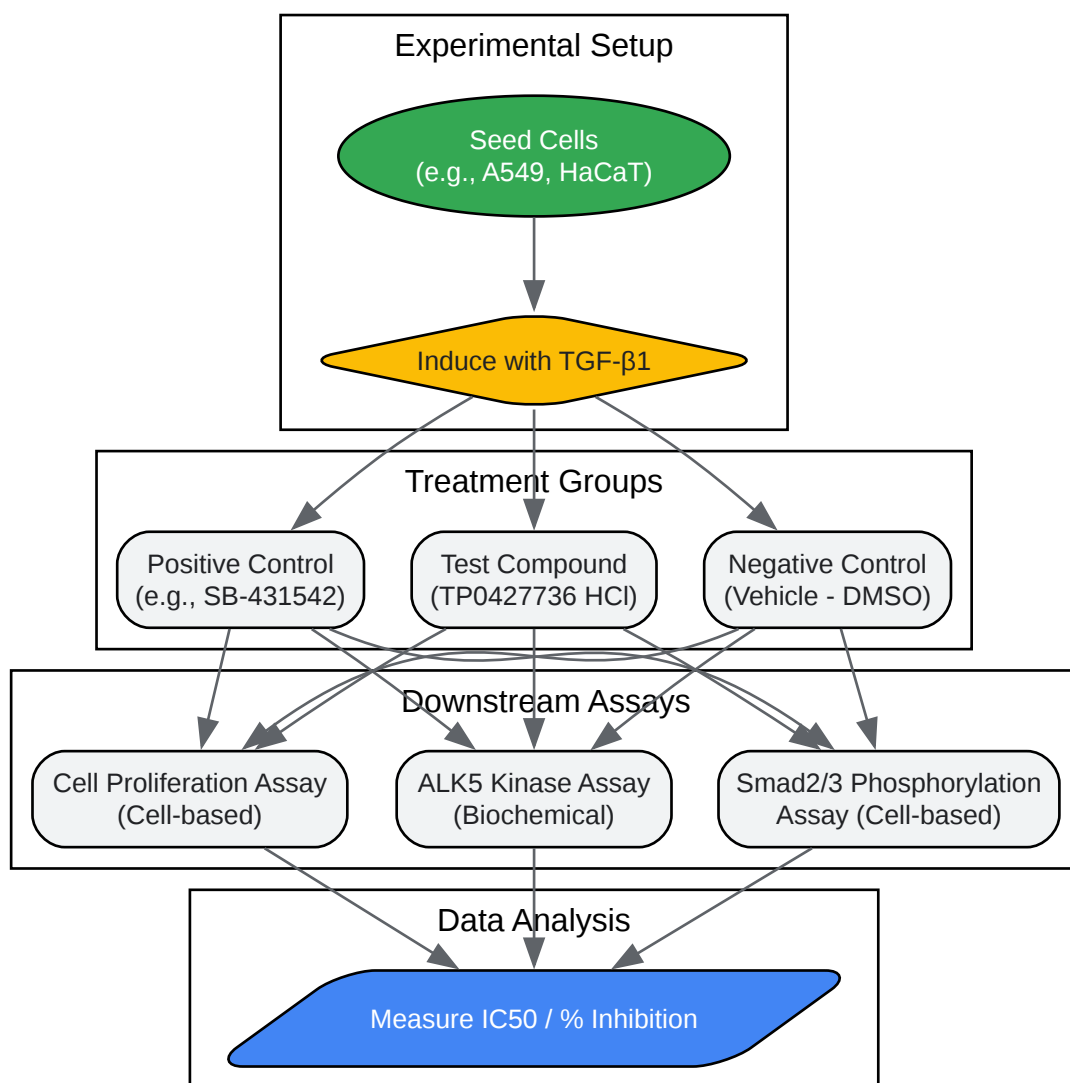 Experimental Setup
Seed Cells
(e.g., A549, HaCaT)
Induce with TGF-β1
Treatment Groups
Positive Control
(e.g., SB-431542)
Test Compound
(TP0427736 HCl)
Negative Control
(Vehicle - DMSO)
Downstream Assays
Cell Proliferation Assay
(Cell-based)
ALK5 Kinase Assay
(Biochemical)
Smad2/3 Phosphorylation
Assay (Cell-based)
Data Analysis
Measure IC50 / % Inhibition